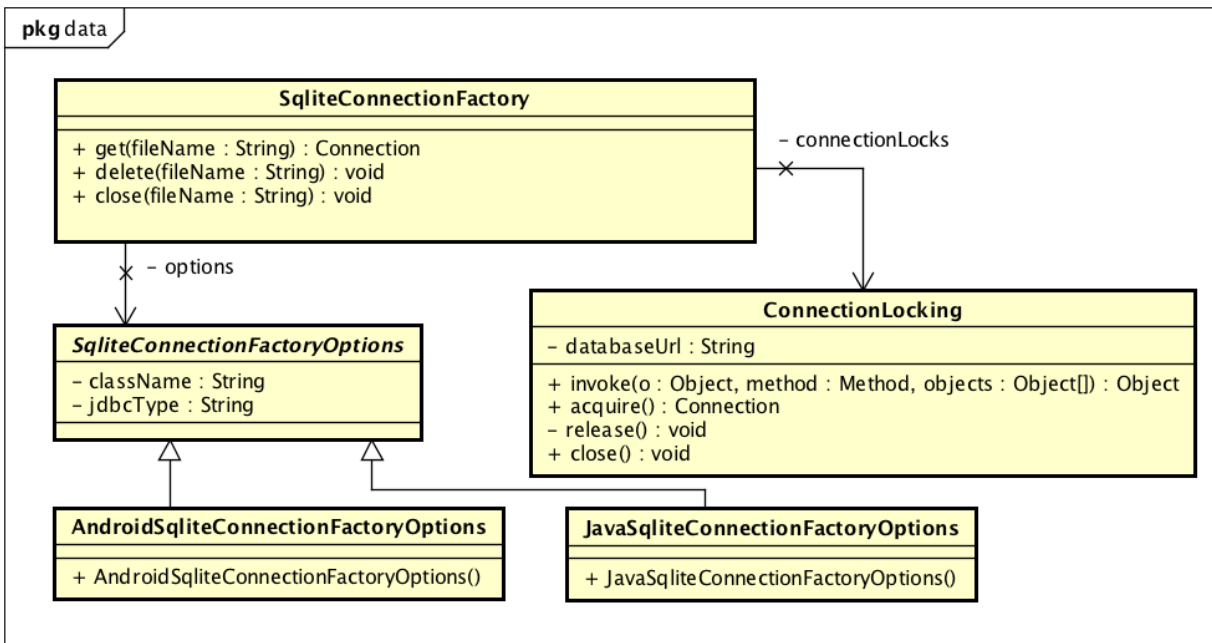 pkg data
SqliteConnectionFactory
+ get(fileName : String) : Connection
+ delete(fileName : String) : void
+ close(fileName : String) : void
– connectionLocks
– options
SqliteConnectionFactoryOptions
– className : String
– jdbcType : String
ConnectionLocking
– databaseUrl : String
+ invoke(o : Object, method : Method, objects : Object[]) : Object
+ acquire() : Connection
– release() : void
+ close() : void
AndroidSqliteConnectionFactoryOptions
+ AndroidSqliteConnectionFactoryOptions()
JavaSqliteConnectionFactoryOptions
+ JavaSqliteConnectionFactoryOptions()